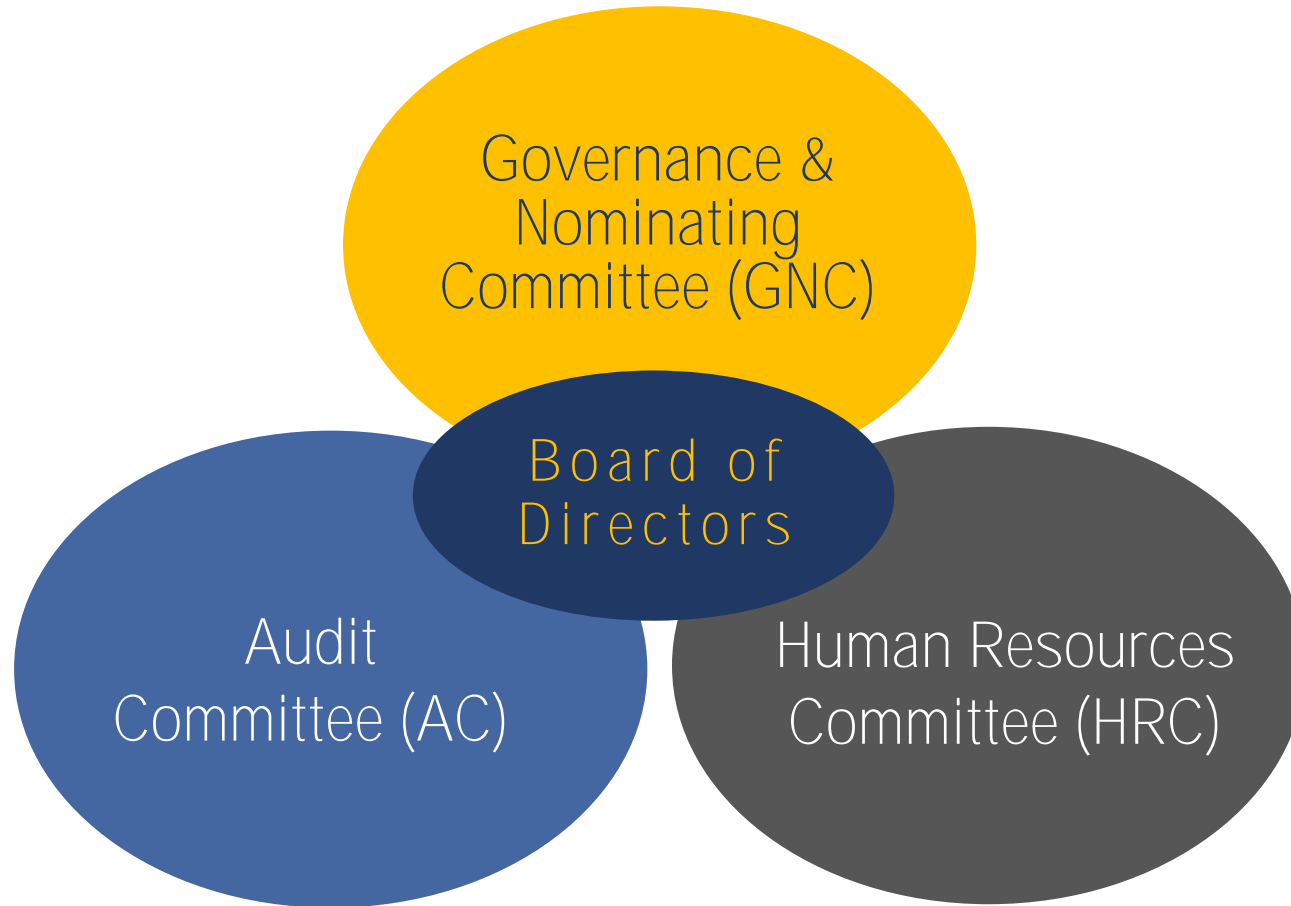 Governance &
Nominating
Committee (GNC)
Board of
Directors
Audit
Committee (AC)
Human Resources
Committee (HRC)